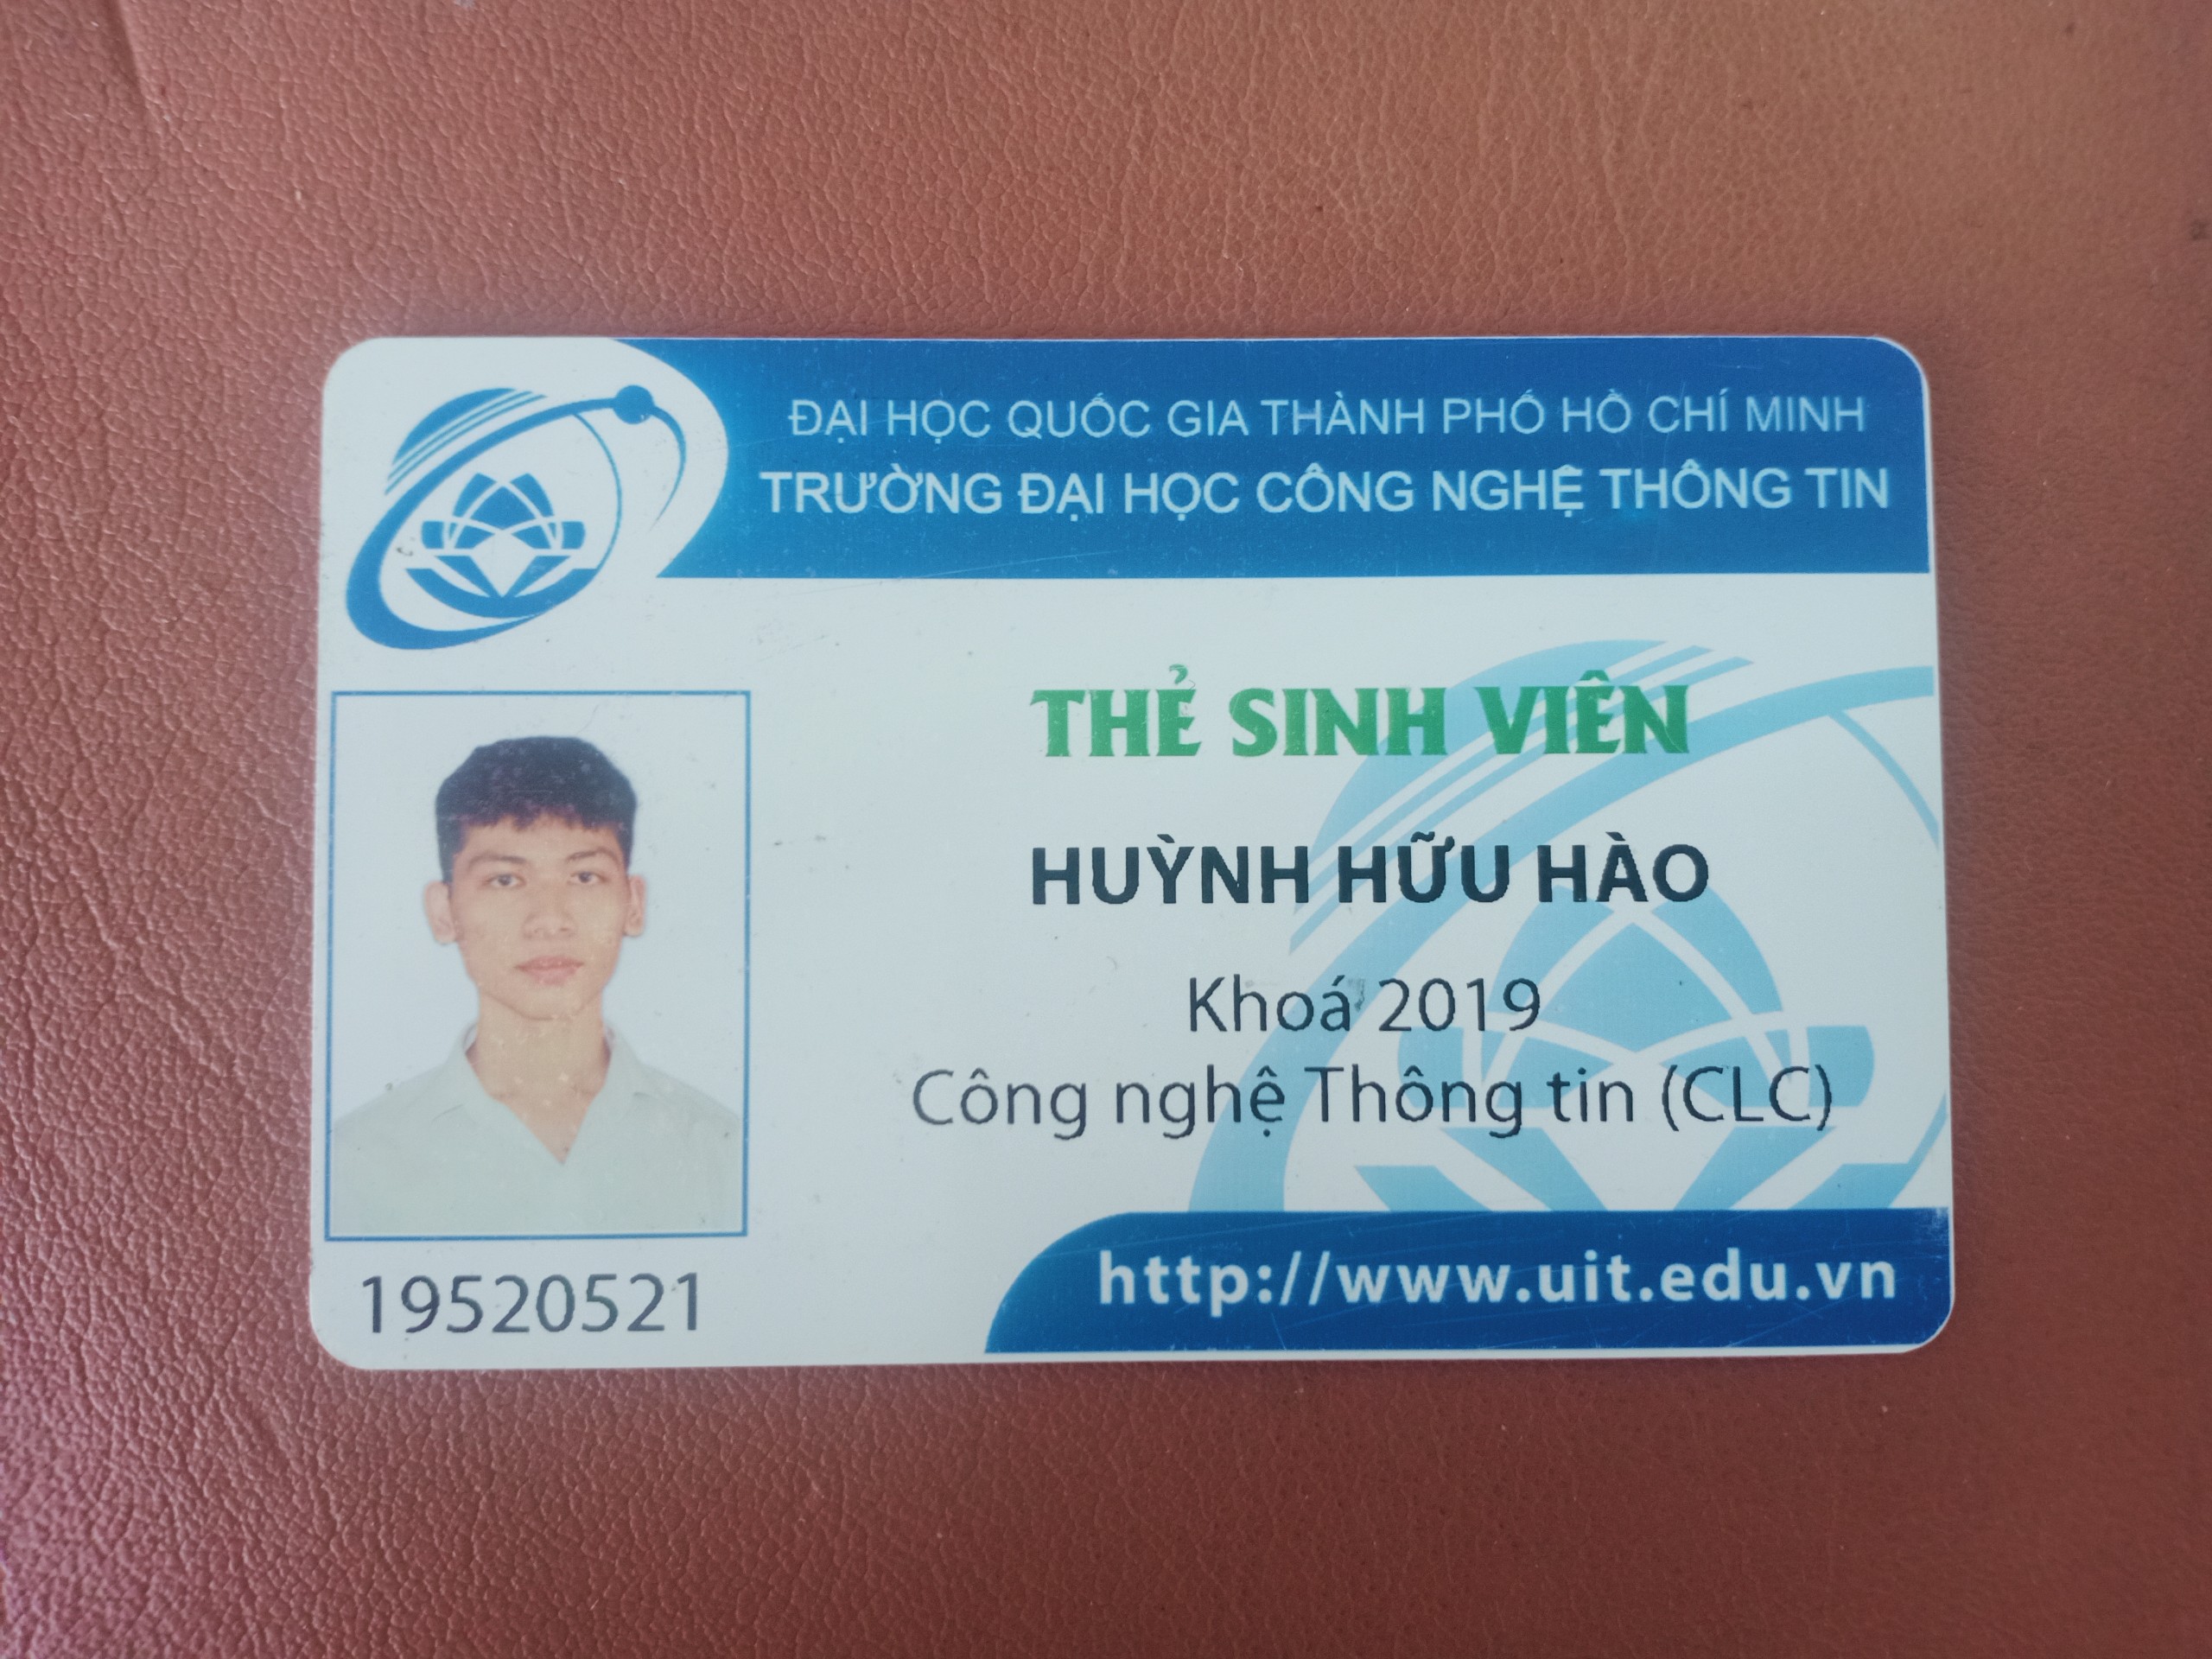 ĐẠI HỌC QUỐC GIA THÀNH PHỐ HỒ CHÍ MINH
TRƯỜNG ĐẠI HỌC CÔNG NGHỆ THÔNG TIN
THẺ SINH VIÊN
HUỲNH HỮU HÀO
Khoá 2019
Công nghệ Thông tin (CLC)
19520521
http://www.uit.edu.vn